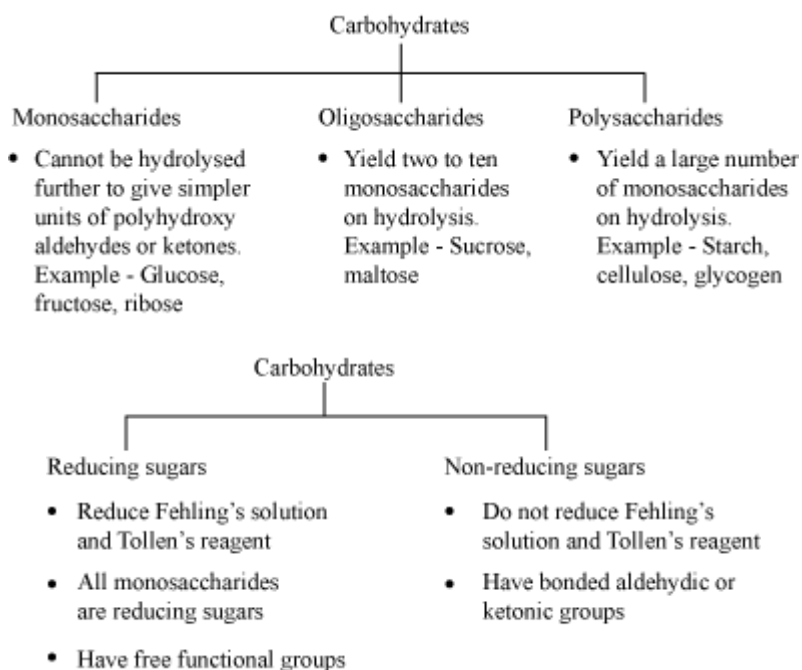 Carbohydrates
Monosaccharides
• Cannot be hydrolysed
further to give simpler
units of polyhydroxy
aldehydes or ketones.
Example - Glucose,
fructose, ribose
Oligosaccharides
• Yield two to ten
monosaccharides
on hydrolysis.
Example - Sucrose,
maltose
Polysaccharides
• Yield a large number
of monosaccharides
on hydrolysis.
Example - Starch,
cellulose, glycogen
Carbohydrates
Reducing sugars
• Reduce Fehling's solution
and Tollen's reagent
• All monosaccharides
are reducing sugars
• Have free functional groups
Non-reducing sugars
• Do not reduce Fehling's
solution and Tollen's reagent
• Have bonded aldehydic or
ketonic groups